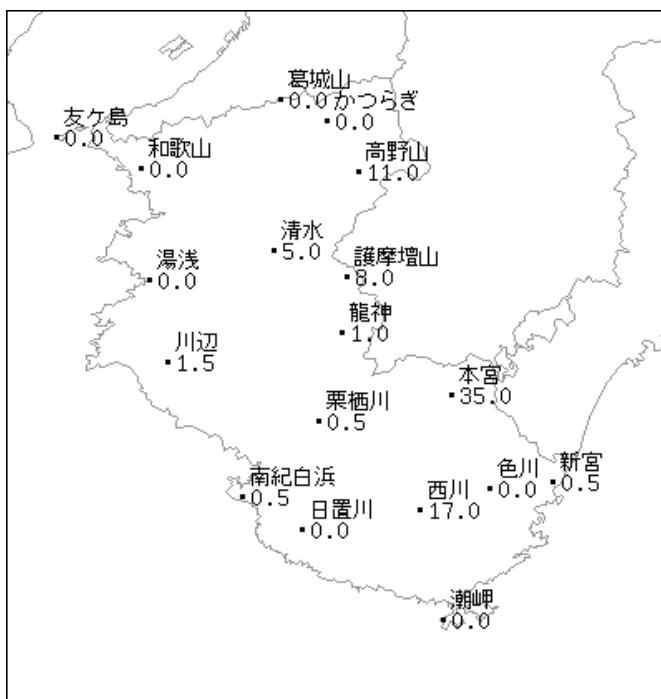 葛城山
0.0
かつらぎ
0.0
友ケ島
0.0
和歌山
0.0
高野山
11.0
清水
5.0
護摩壇山
8.0
湯浅
0.0
龍神
1.0
川辺
1.5
本宮
35.0
栗栖川
0.5
南紀白浜
0.5
日置川
0.0
西川
17.0
色川
0.0
新宮
0.5
潮岬
0.0